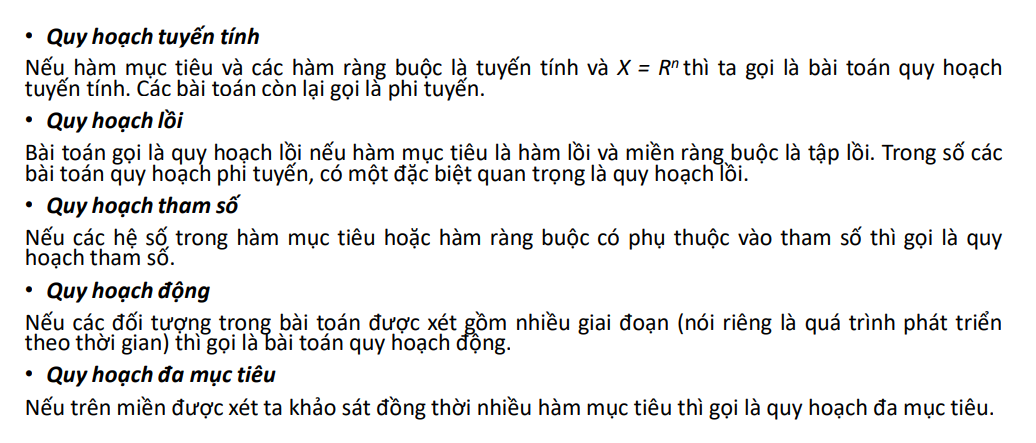 • Quy hoạch tuyến tính
Nếu hàm mục tiêu và các hàm ràng buộc là tuyến tính và X = Rⁿ thì ta gọi là bài toán quy hoạch
tuyến tính. Các bài toán còn lại gọi là phi tuyến.
• Quy hoạch lồi
Bài toán gọi là quy hoạch lồi nếu hàm mục tiêu là hàm lồi và miền ràng buộc là tập lồi. Trong số các
bài toán quy hoạch phi tuyến, có một đặc biệt quan trọng là quy hoạch lồi.
• Quy hoạch tham số
Nếu các hệ số trong hàm mục tiêu hoặc hàm ràng buộc có phụ thuộc vào tham số thì gọi là quy
hoạch tham số.
• Quy hoạch động
Nếu các đối tượng trong bài toán được xét gồm nhiều giai đoạn (nói riêng là quá trình phát triển
theo thời gian) thì gọi là bài toán quy hoạch động.
• Quy hoạch đa mục tiêu
Nếu trên miền được xét ta khảo sát đồng thời nhiều hàm mục tiêu thì gọi là quy hoạch đa mục tiêu.